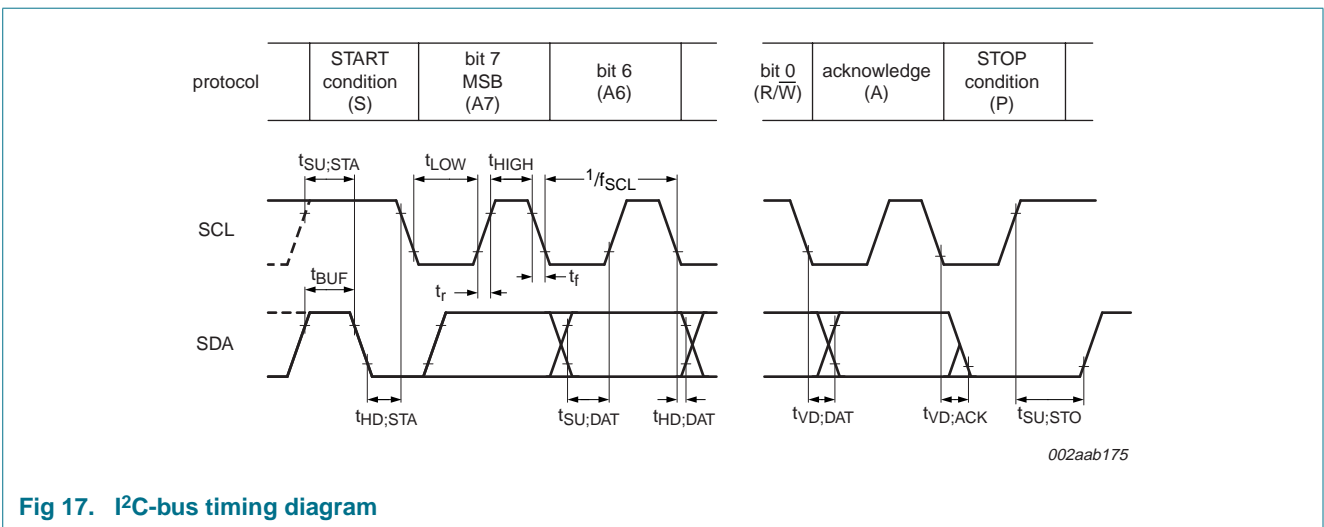 protocol
START
condition
(S)
bit 7
MSB
(A7)
bit 6
(A6)
bit 0
(R/W̅)
acknowledge
(A)
STOP
condition
(P)
tSU;STA
tLOW
tHIGH
1/fSCL
SCL
tBUF
tr
tf
SDA
tHD;STA
tSU;DAT
tHD;DAT
tVD;DAT
tVD;ACK
tSU;STO
002aab175
Fig 17. I²C-bus timing diagram